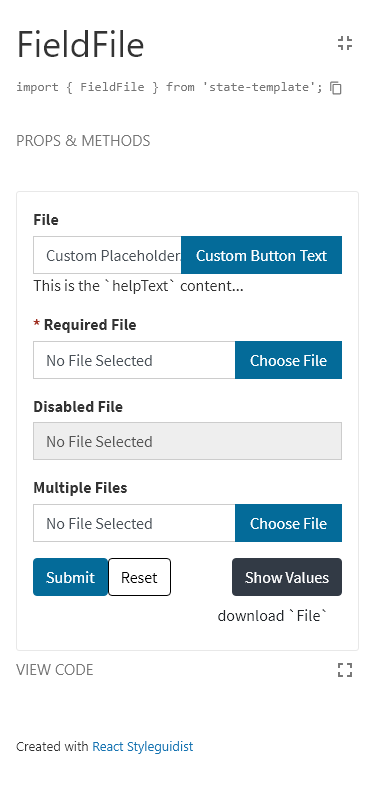 FieldFile
import { FieldFile } from 'state-template';
PROPS & METHODS
File
Custom Placeholder. Custom Button Text
This is the `helpText` content...
* Required File
No File Selected Choose File
Disabled File
No File Selected
Multiple Files
No File Selected Choose File
Submit Reset Show Values
download `File`
VIEW CODE
Created with React Styleguidist